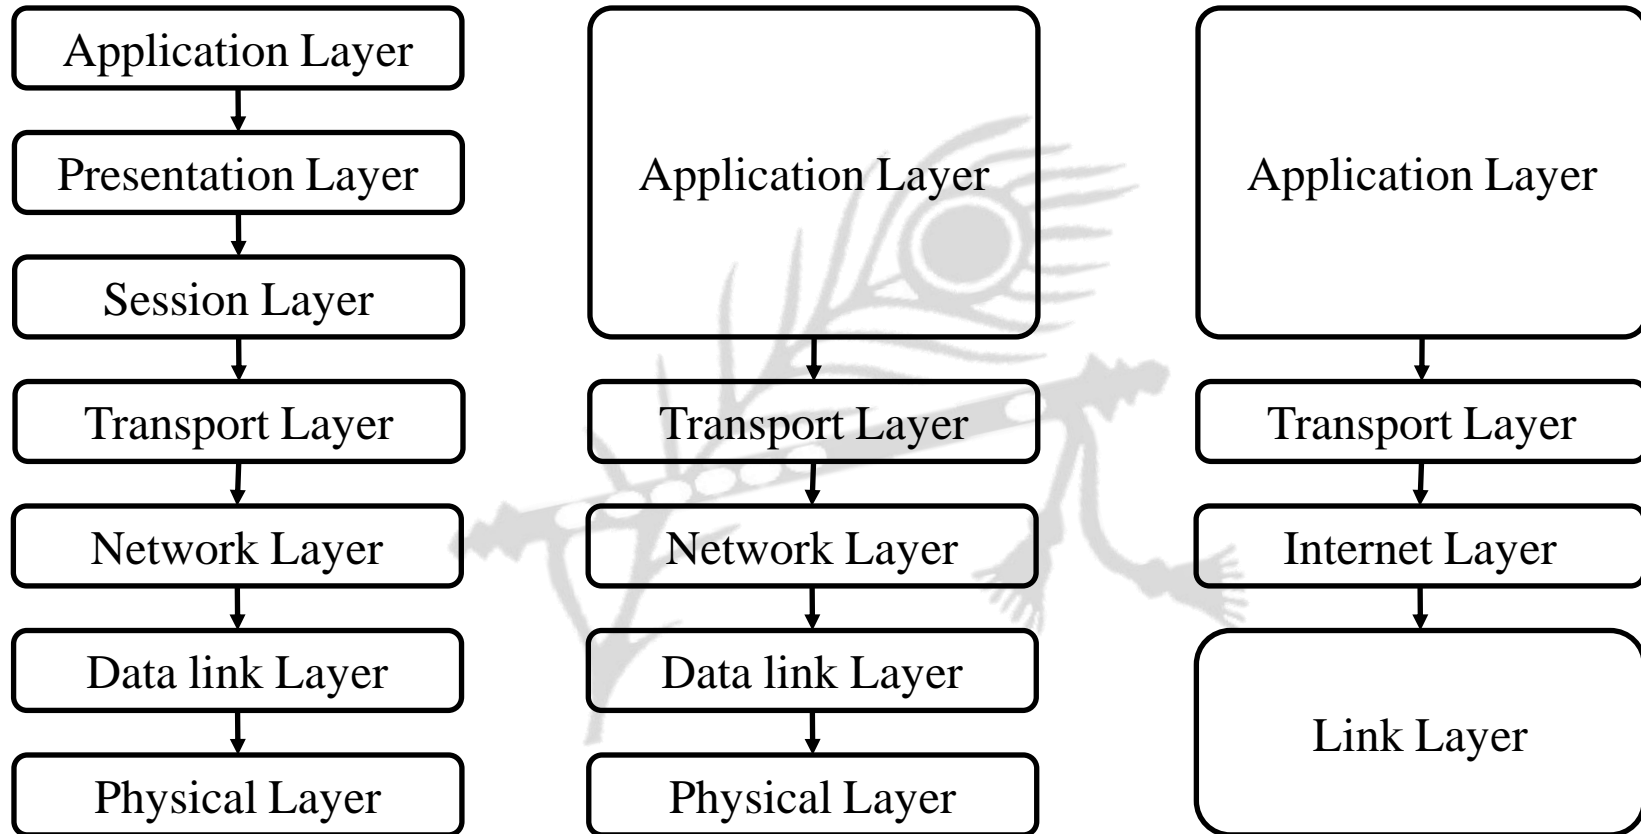 Application Layer
Presentation Layer
Session Layer
Transport Layer
Network Layer
Data link Layer
Physical Layer
Application Layer
Transport Layer
Network Layer
Data link Layer
Physical Layer
Application Layer
Transport Layer
Internet Layer
Link Layer